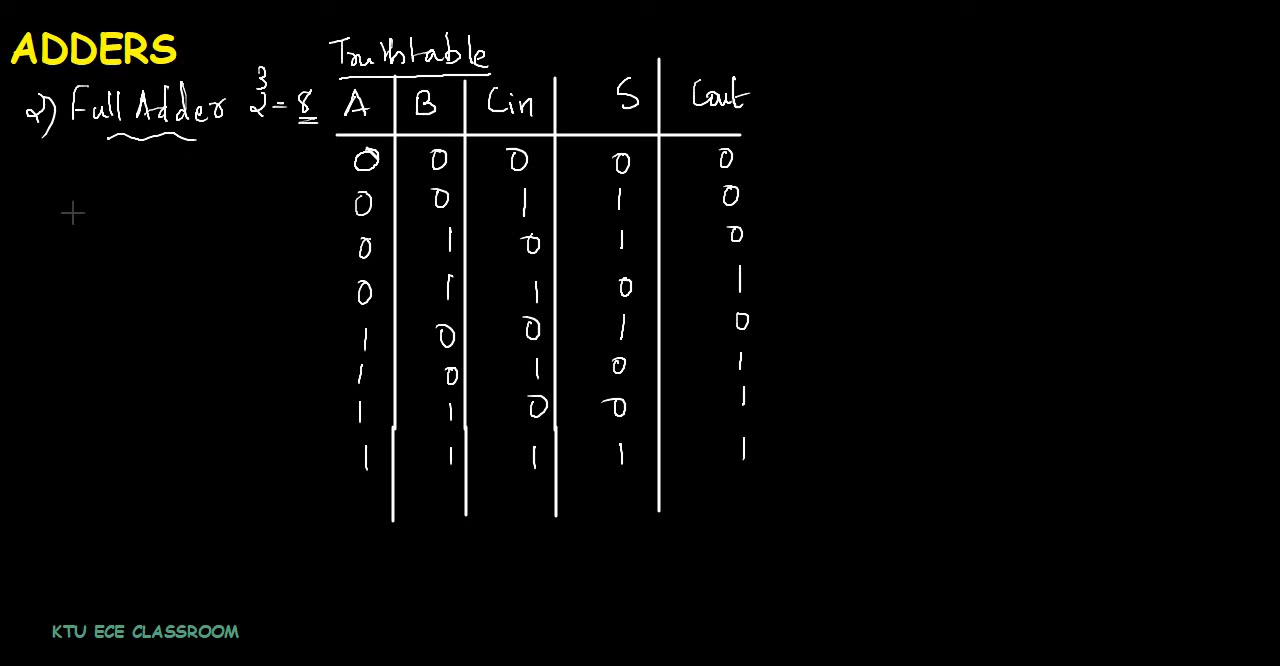 ADDERS
Truthtable
2) Full Adder 2³ = 8
A B Cin S Cout
0 0 0 0 0
0 0 1 1 0
0 1 0 1 0
0 1 1 0 1
1 0 0 1 0
1 0 1 0 1
1 1 0 0 1
1 1 1 1 1
KTU ECE CLASSROOM